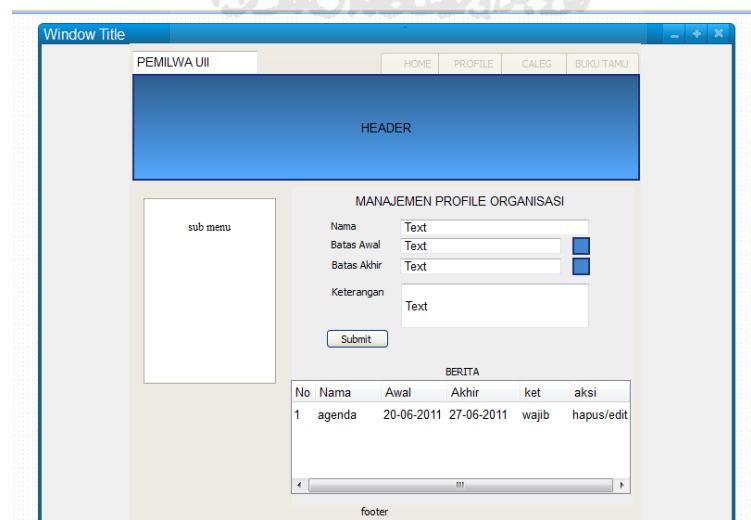 Window Title
PEMILWA UII
HOME PROFILE CALEG BUKU TAMU
HEADER
MANAJEMEN PROFILE ORGANISASI
sub menu
Nama Text
Batas Awal Text
Batas Akhir Text
Keterangan
Text
Submit
BERITA
No Nama Awal Akhir ket aksi
1 agenda 20-06-2011 27-06-2011 wajib hapus/edit
footer